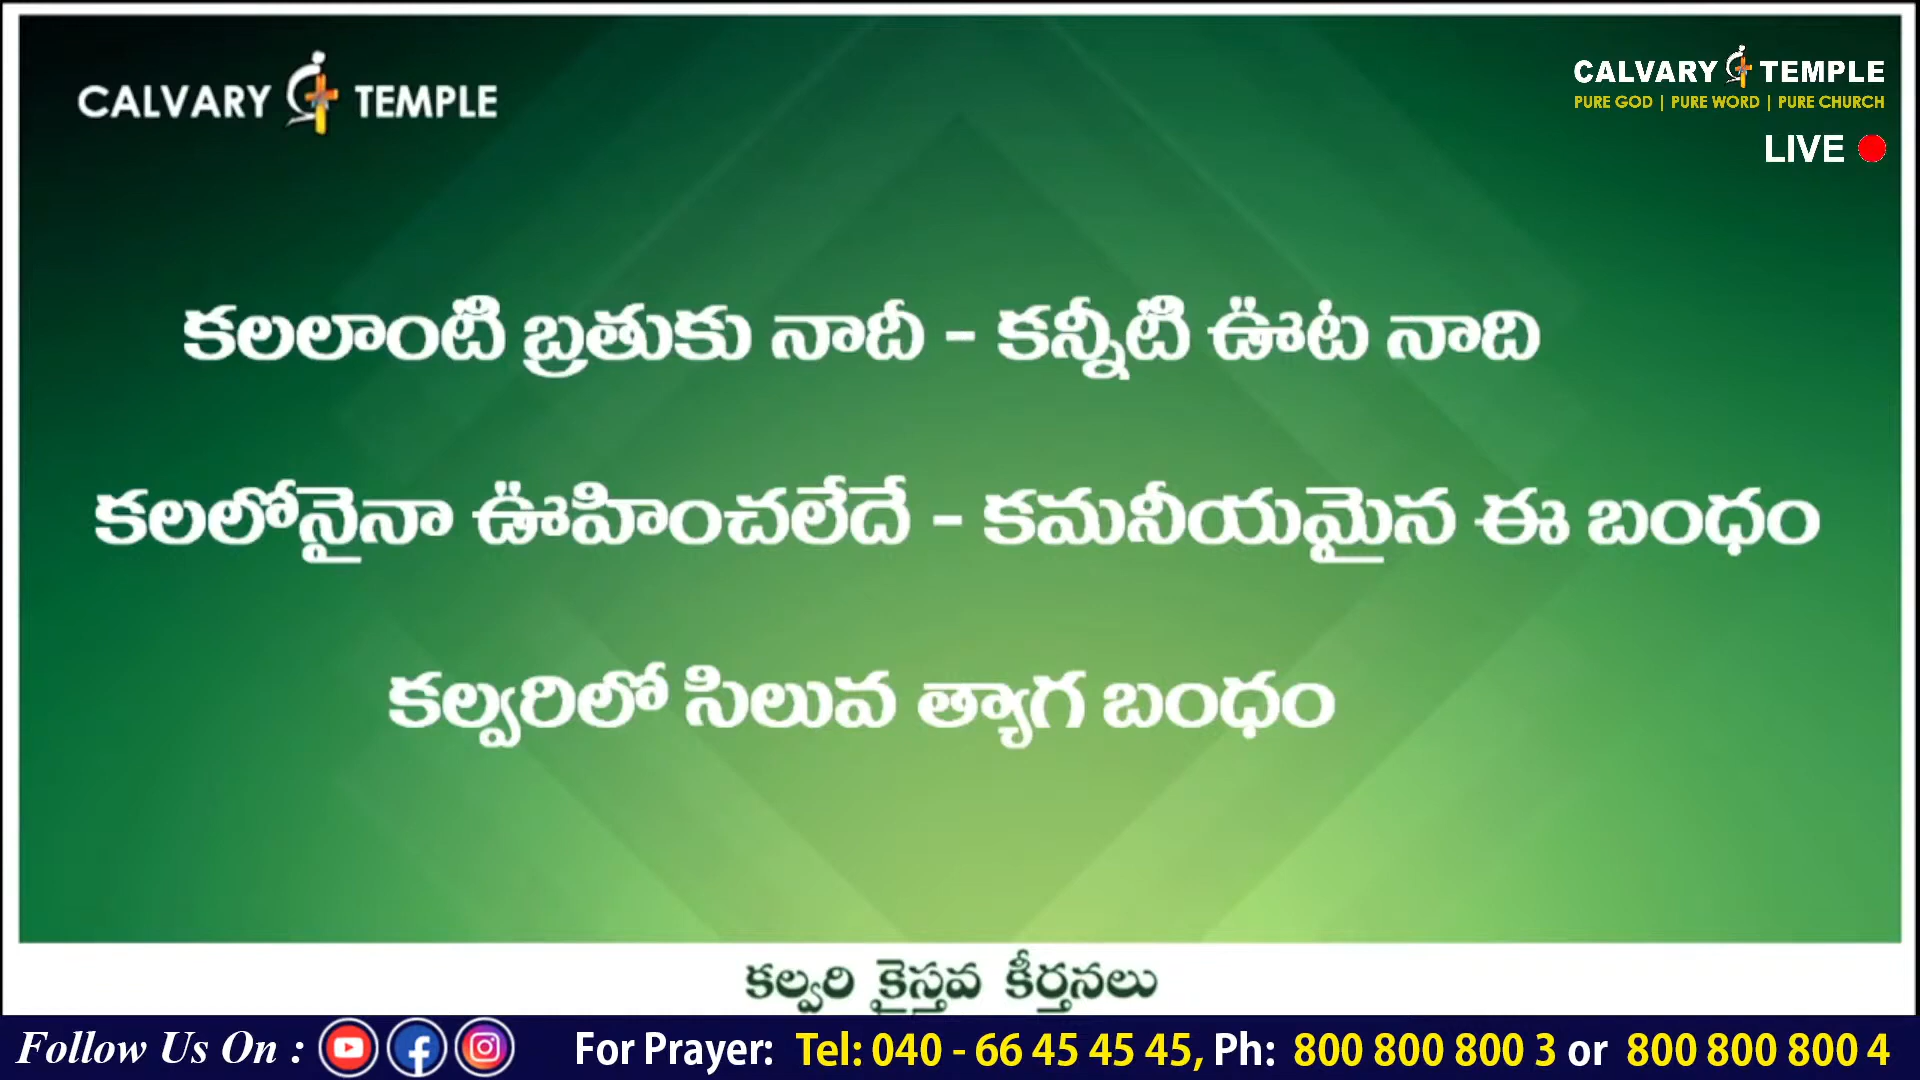 CALVARY TEMPLE
CALVARY TEMPLE
PURE GOD | PURE WORD | PURE CHURCH
LIVE
కలలాంటి బ్రతుకు నాదీ - కన్నీటి ఊట నాది
కలలోనైనా ఊహించలేదే - కమనీయమైన ఈ బంధం
కల్వరిలో సిలువ త్యాగ బంధం
కల్వరి క్రైస్తవ కీర్తనలు
Follow Us On : For Prayer: Tel: 040 - 66 45 45 45, Ph: 800 800 800 3 or 800 800 800 4